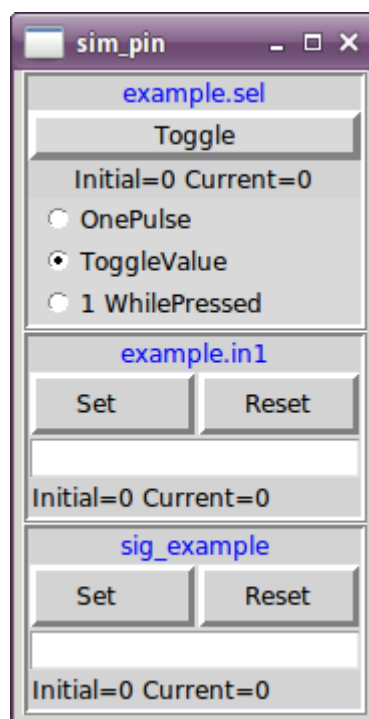 sim_pin
example.sel
Toggle
Initial=0 Current=0
OnePulse
ToggleValue
1 WhilePressed
example.in1
Set Reset
Initial=0 Current=0
sig_example
Set Reset
Initial=0 Current=0